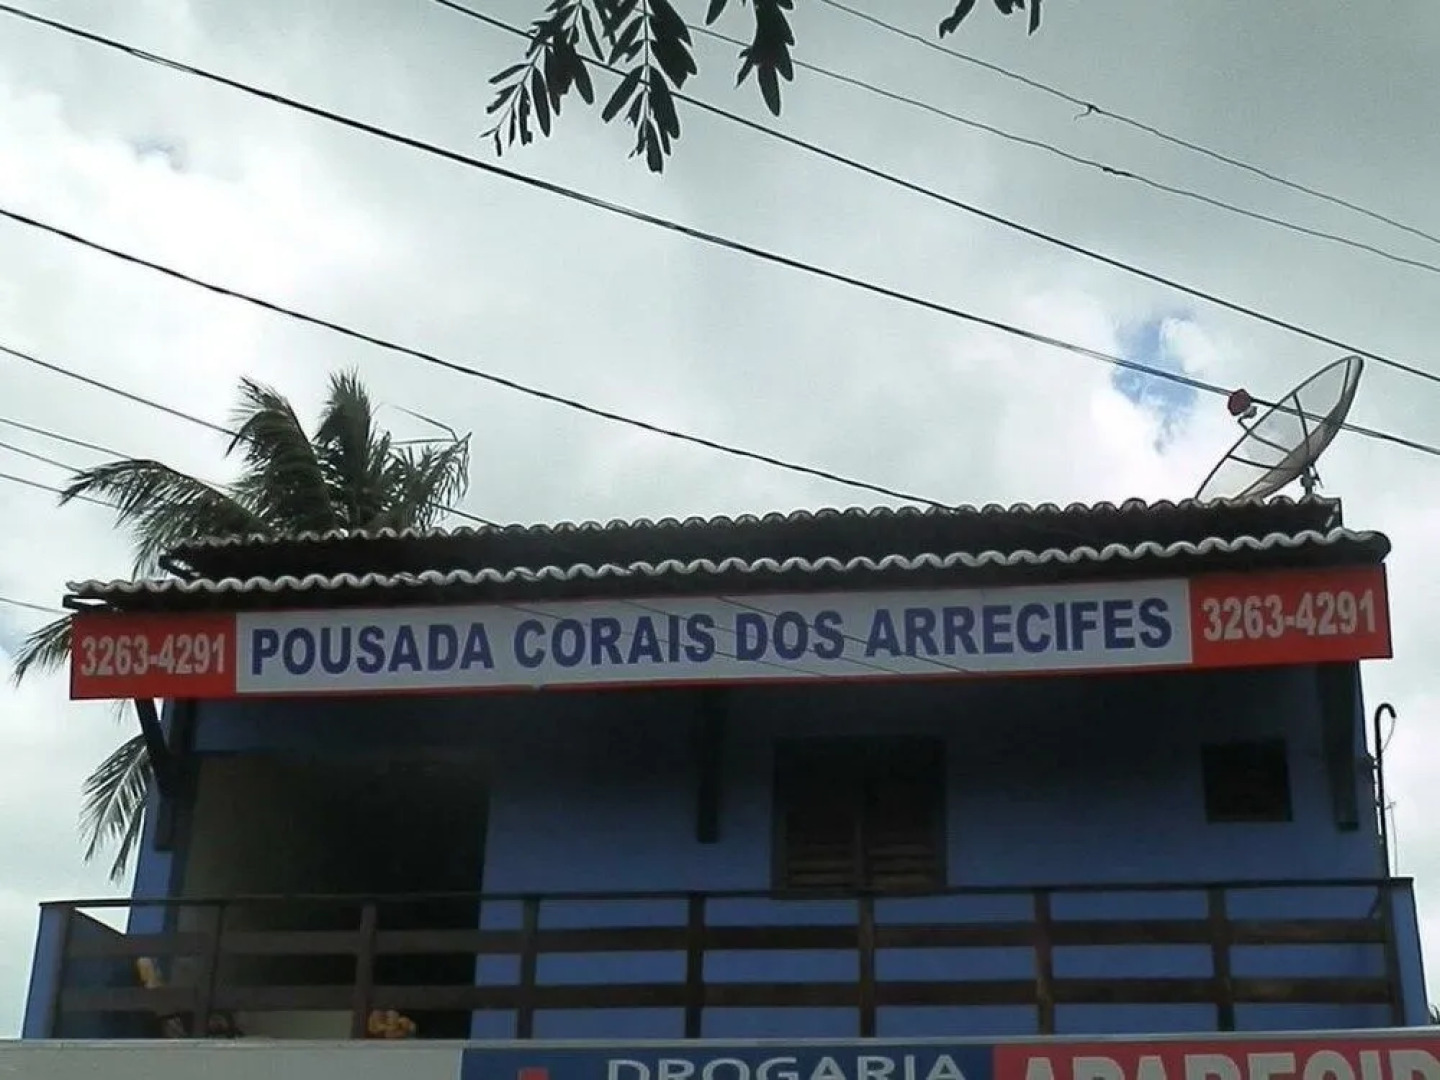 3263-4291 POUSADA CORAIS DOS ARRECIFES 3263-4291
DROGARIA